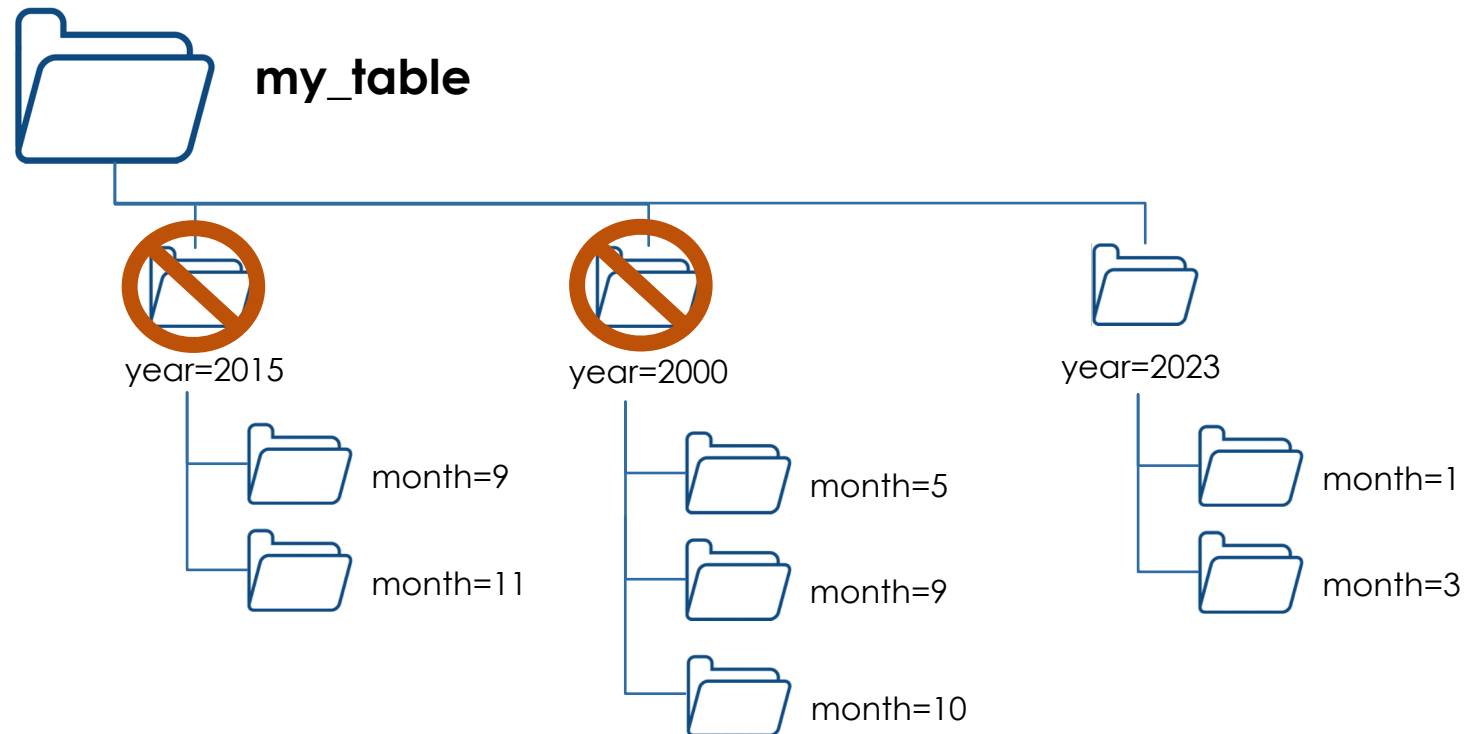 my_table
year=2015
month=9
month=11
year=2000
month=5
month=9
month=10
year=2023
month=1
month=3